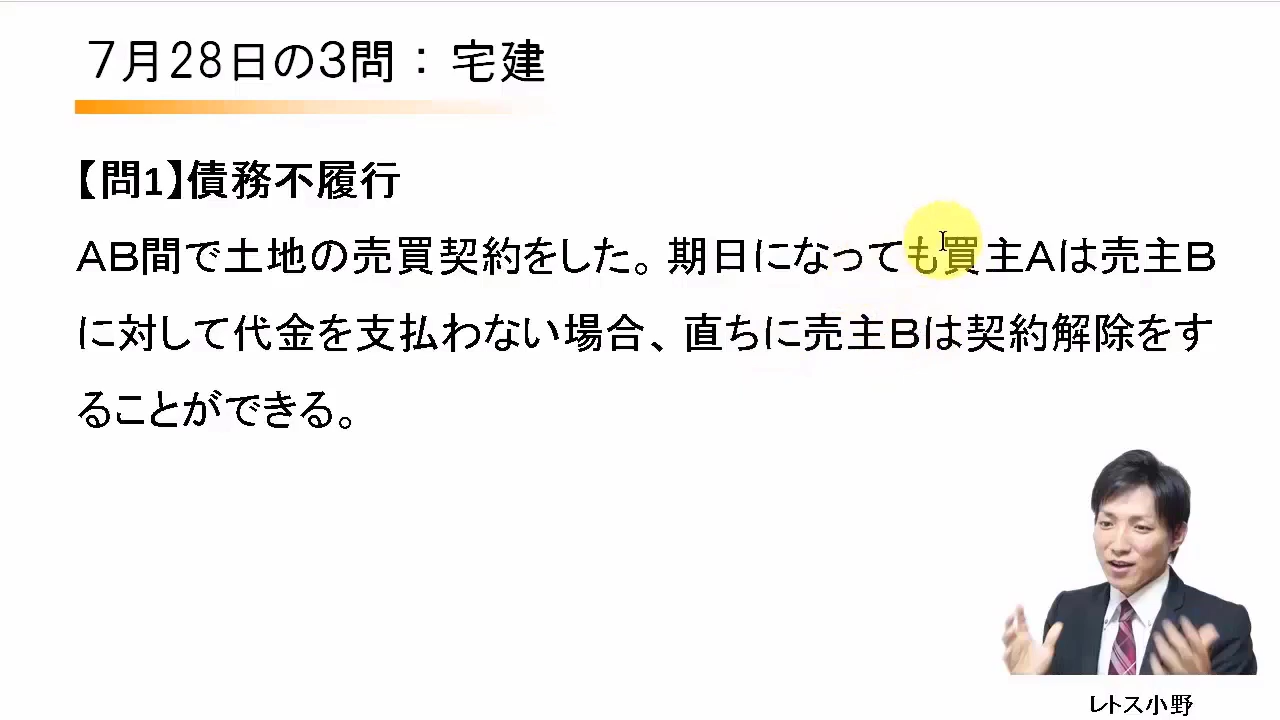 7月28日の3問：宅建
【問1】債務不履行
AB間で土地の売買契約をした。期日になっても買主Aは売主B
に対して代金を支払わない場合、直ちに売主Bは契約解除をす
ることができる。
レトス小野